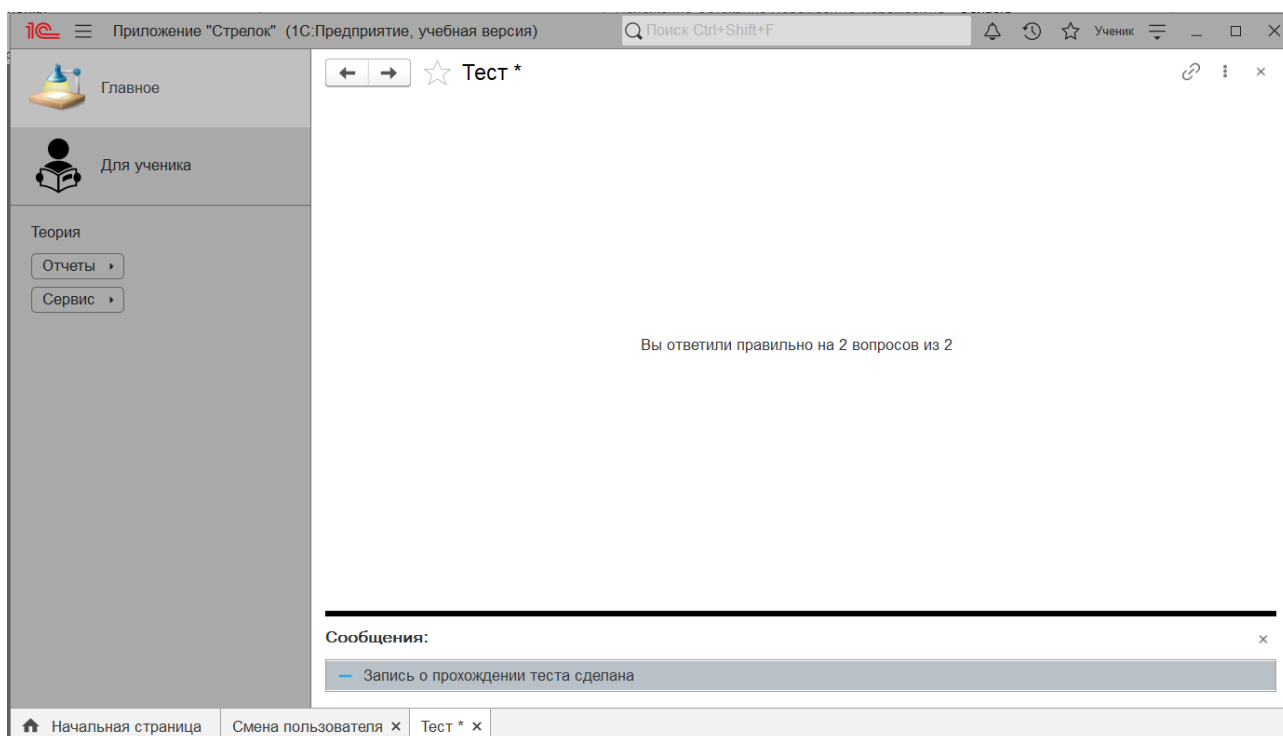 1С Приложение "Стрелок" (1С:Предприятие, учебная версия) Поиск Ctrl+Shift+F Ученик
Главное
Для ученика
Теория
Отчеты
Сервис
Тест *
Вы ответили правильно на 2 вопросов из 2
Сообщения:
Запись о прохождении теста сделана
Начальная страница Смена пользователя Тест *